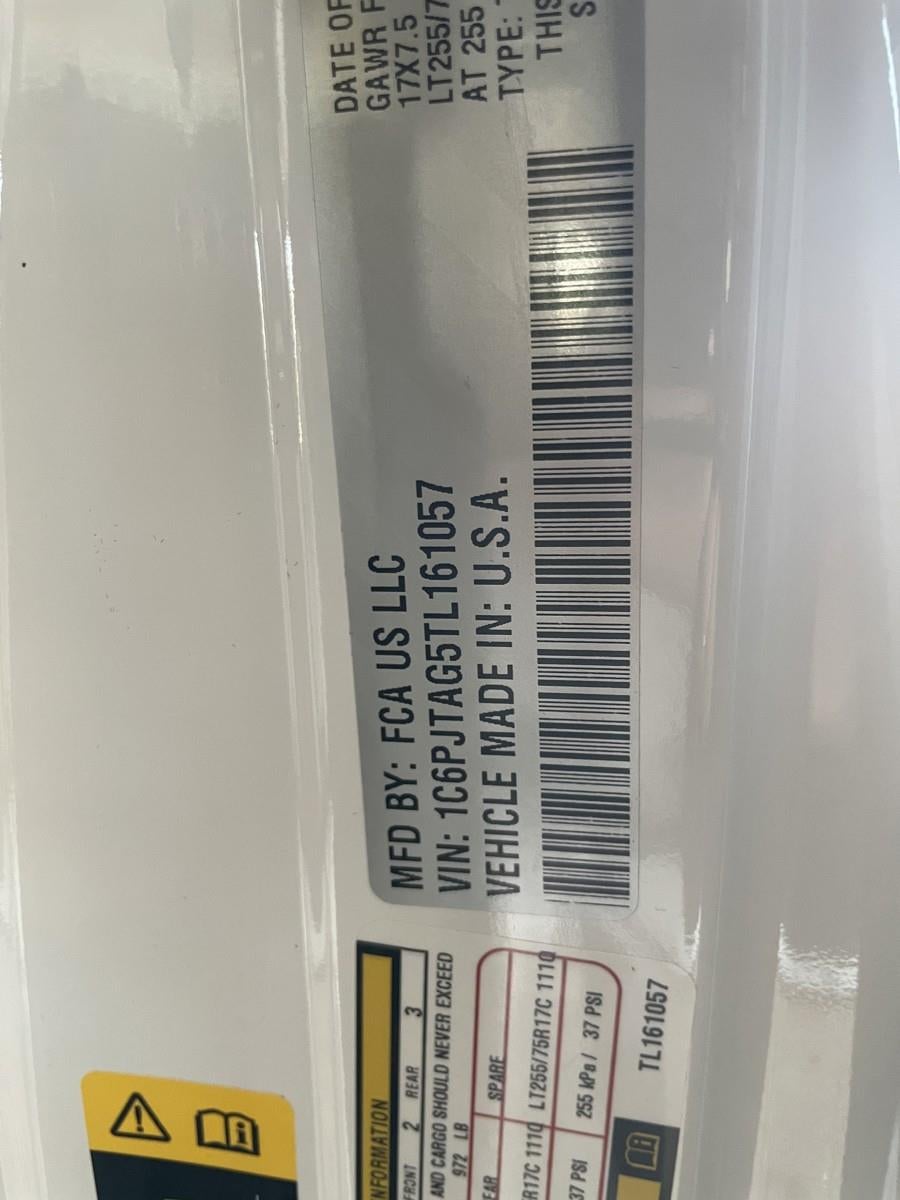 MFD BY: FCA US LLC
VIN: 1C6PJTAG5TL161057
VEHICLE MADE IN: U.S.A.
DATE OF
GAWR F
17X7.5
LT255/7
AT 255
TYPE:
THIS
S
NFORMATION
FRONT 2 REAR 3
AND CARGO SHOULD NEVER EXCEED
972 LB
EAR SPARE
R17C 111Q LT255/75R17C 111Q
37 PSI 255 kPa / 37 PSI
TL161057